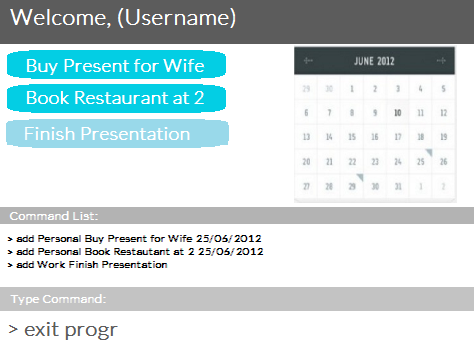 Welcome, (Username)
Buy Present for Wife
Book Restaurant at 2
Finish Presentation
JUNE 2012
29 30 1 2 3 4 5
6 7 8 9 10 11 12
13 14 15 16 17 18 19
20 21 22 23 24 25 26
27 28 29 30 31 1 2
Command List:
> add Personal Buy Present for Wife 25/06/2012
> add Personal Book Restautant at 2 25/06/2012
> add Work Finish Presentation
Type Command:
> exit progr